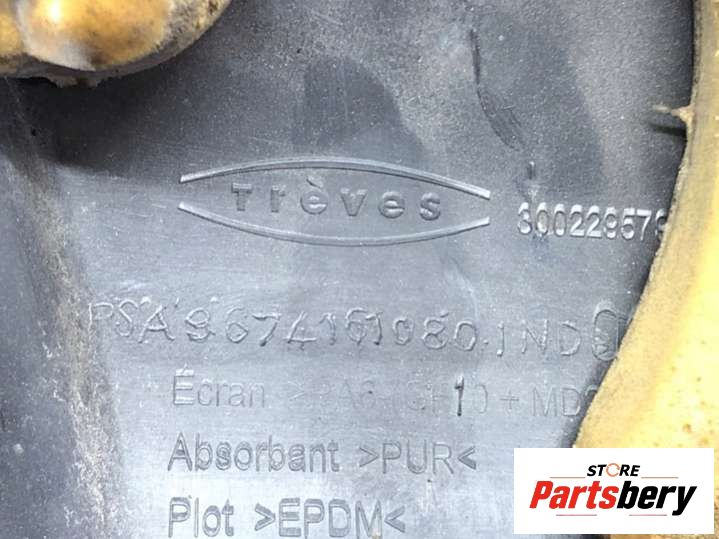 Trèves
300229579
PSA 9674161080 IND
Écran
Absorbant >PUR<
Plot >EPDM<
STORE
Partsbery